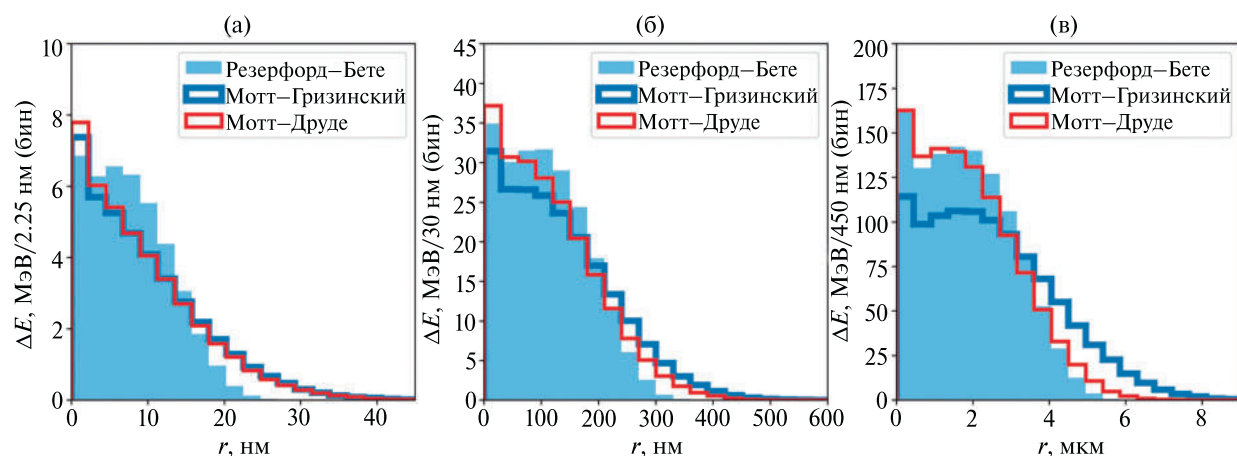 (а)
ΔE, МэВ/2.25 нм (бин)
10
8
6
4
2
0
Резерфорд–Бете
Мотт–Гризинский
Мотт–Друде
0 10 20 30 40
r, нм
(б)
ΔE, МэВ/30 нм (бин)
45
40
35
30
25
20
15
10
5
0
Резерфорд–Бете
Мотт–Гризинский
Мотт–Друде
0 100 200 300 400 500 600
r, нм
(в)
ΔE, МэВ/450 нм (бин)
200
175
150
125
100
75
50
25
0
Резерфорд–Бете
Мотт–Гризинский
Мотт–Друде
0 2 4 6 8
r, мкм